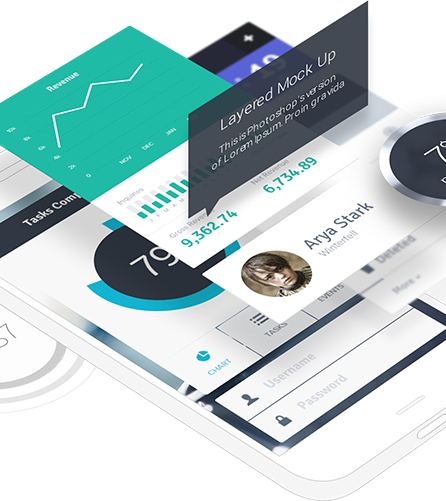 Revenue
10k
8k
6k
4k
2k
0
NOV
DEC
JAN
Layered Mock Up
This is Photoshop's version
of Lorem Ipsum. Proin gravida
Inquiries
Net Revenue
6,734.89
Gross Revenue
9,362.74
Tasks Com
79
79
Arya Stark
Winterfell
Deleted
More
EVENTS
TASKS
CHART
Username
Password